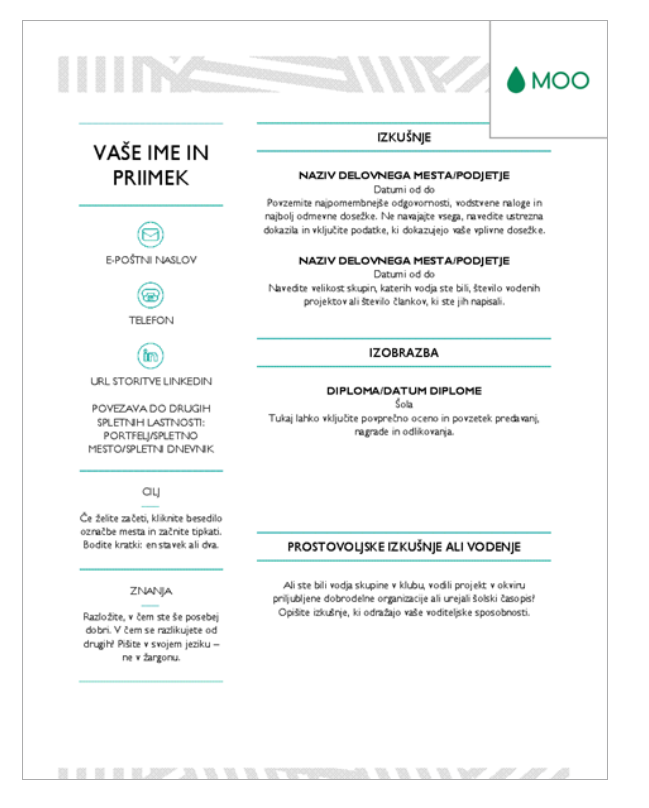 MOO
VAŠE IME IN
PRIIMEK
E-POŠTNI NASLOV
TELEFON
in
URL STORITVE LINKEDIN
POVEZAVA DO DRUGIH
SPLETNIH LASTNOSTI:
PORTFELJ/SPLETNO
MESTO/SPLETNI DNEVNIK
CILJ
Če želite začeti, kliknite besedilo
označbe mesta in začnite tipkati.
Bodite kratki: en stavek ali dva.
ZNANJA
Razložite, v čem ste še posebej
dobri. V čem se razlikujete od
drugih? Pišite v svojem jeziku –
ne v žargonu.
IZKUŠNJE
NAZIV DELOVNEGA MESTA/PODJETJE
Datumi od do
Povzemite najpomembnejše odgovornosti, vodstvene naloge in
najbolj odmevne dosežke. Ne navajajte vsega, navedite ustrezna
dokazila in vključite podatke, ki dokazujejo vaše vplivne dosežke.
NAZIV DELOVNEGA MESTA/PODJETJE
Datumi od do
Navedite velikost skupin, katerih vodja ste bili, število vodenih
projektov ali število člankov, ki ste jih napisali.
IZOBRAZBA
DIPLOMA/DATUM DIPLOME
Šola
Tukaj lahko vključite povprečno oceno in povzetek predavanj,
nagrade in odlikovanja.
PROSTOVOLJSKE IZKUŠNJE ALI VODENJE
Ali ste bili vodja skupine v klubu, vodili projekt v okviru
priljubljene dobrodelne organizacije ali urejali šolski časopis?
Opišite izkušnje, ki odražajo vaše voditeljske sposobnosti.